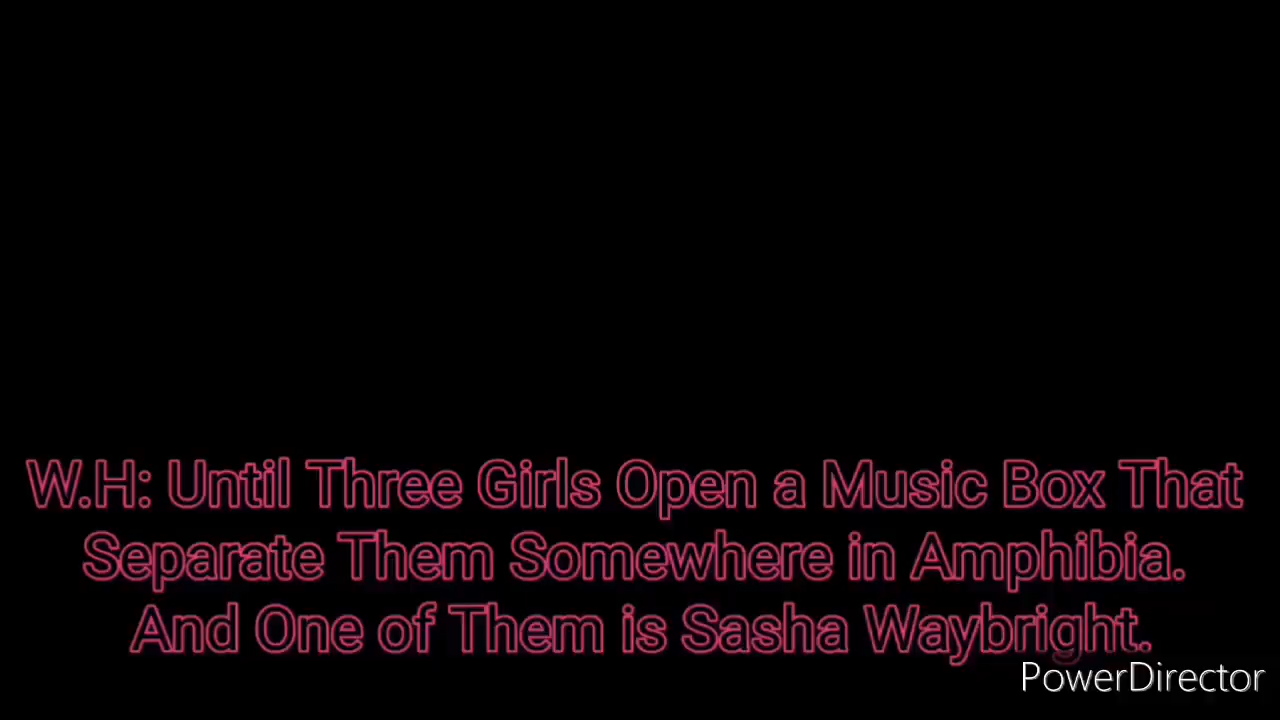 W.H: Until Three Girls Open a Music Box That
Separate Them Somewhere in Amphibia.
And One of Them is Sasha Waybright.
PowerDirector